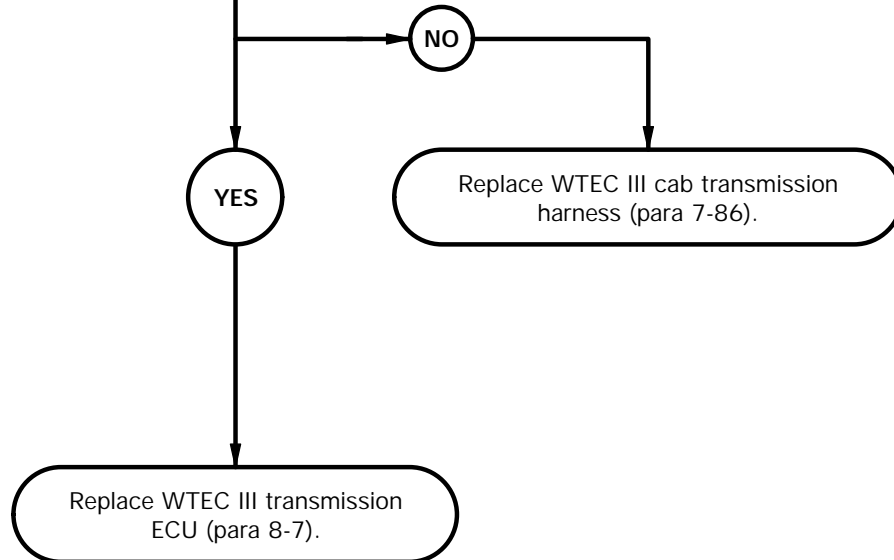 NO
YES
Replace WTEC III cab transmission
harness (para 7-86).
Replace WTEC III transmission
ECU (para 8-7).